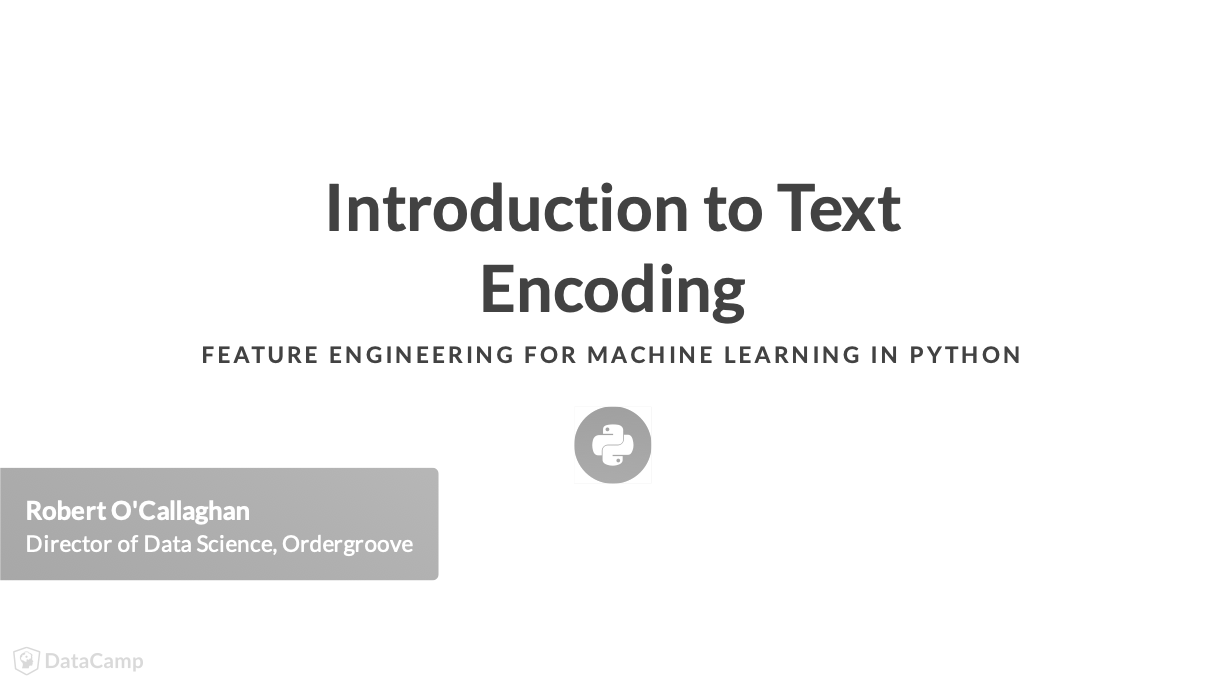 Introduction to Text
Encoding
FEATURE ENGINEERING FOR MACHINE LEARNING IN PYTHON
Robert O'Callaghan
Director of Data Science, Ordergroove
DataCamp